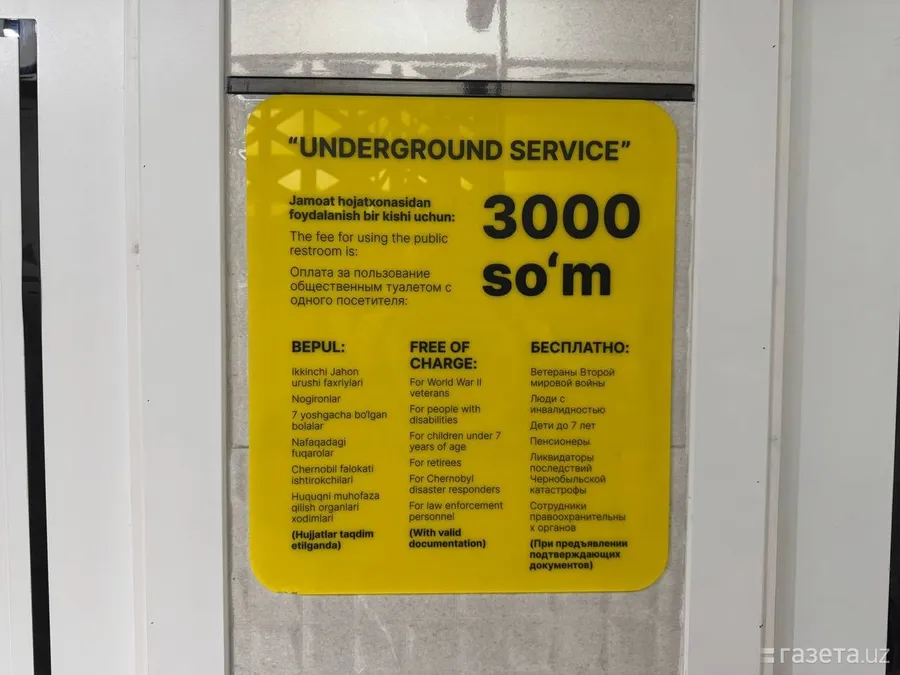 “UNDERGROUND SERVICE”
Jamoat hojatxonasidan
foydalanish bir kishi uchun:
The fee for using the public
restroom is:
Оплата за пользование
общественным туалетом с
одного посетителя:
3000
so‘m
BEPUL:
Ikkinchi Jahon
urushi faxriylari
Nogironlar
7 yoshgacha bo‘lgan
bolalar
Nafaqadagi
fuqarolar
Chernobil falokati
ishtirokchilari
Huquqni muhofaza
qilish organlari
xodimlari
(Hujjatlar taqdim
etilganda)
FREE OF
CHARGE:
For World War II
veterans
For people with
disabilities
For children under 7
years of age
For retirees
For Chernobyl
disaster responders
For law enforcement
personnel
(With valid
documentation)
БЕСПЛАТНО:
Ветераны Второй
мировой войны
Люди с
инвалидностью
Дети до 7 лет
Пенсионеры
Ликвидаторы
последствий
Чернобыльской
катастрофы
Сотрудники
правоохранительны
х органов
(При предъявлении
подтверждающих
документов)
газета.uz